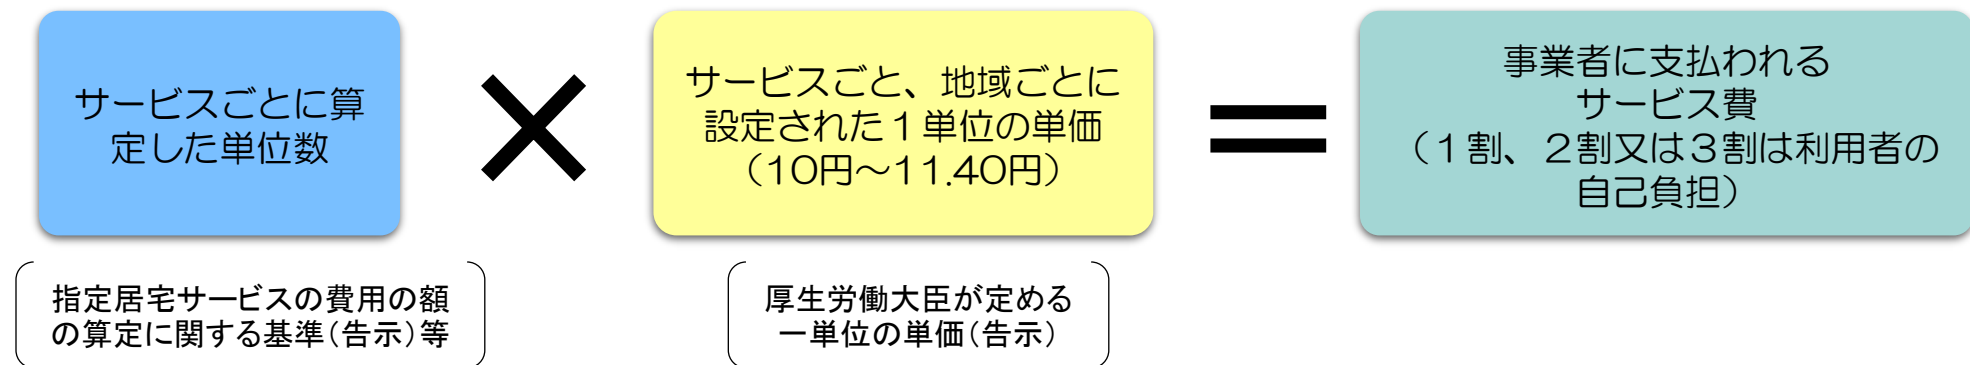 サービスごとに算
定した単位数
×
サービスごと、地域ごとに
設定された１単位の単価
（10円～11.40円）
＝
事業者に支払われる
サービス費
（１割、２割又は３割は利用者の
自己負担）
指定居宅サービスの費用の額
の算定に関する基準（告示）等
厚生労働大臣が定める
一単位の単価（告示）